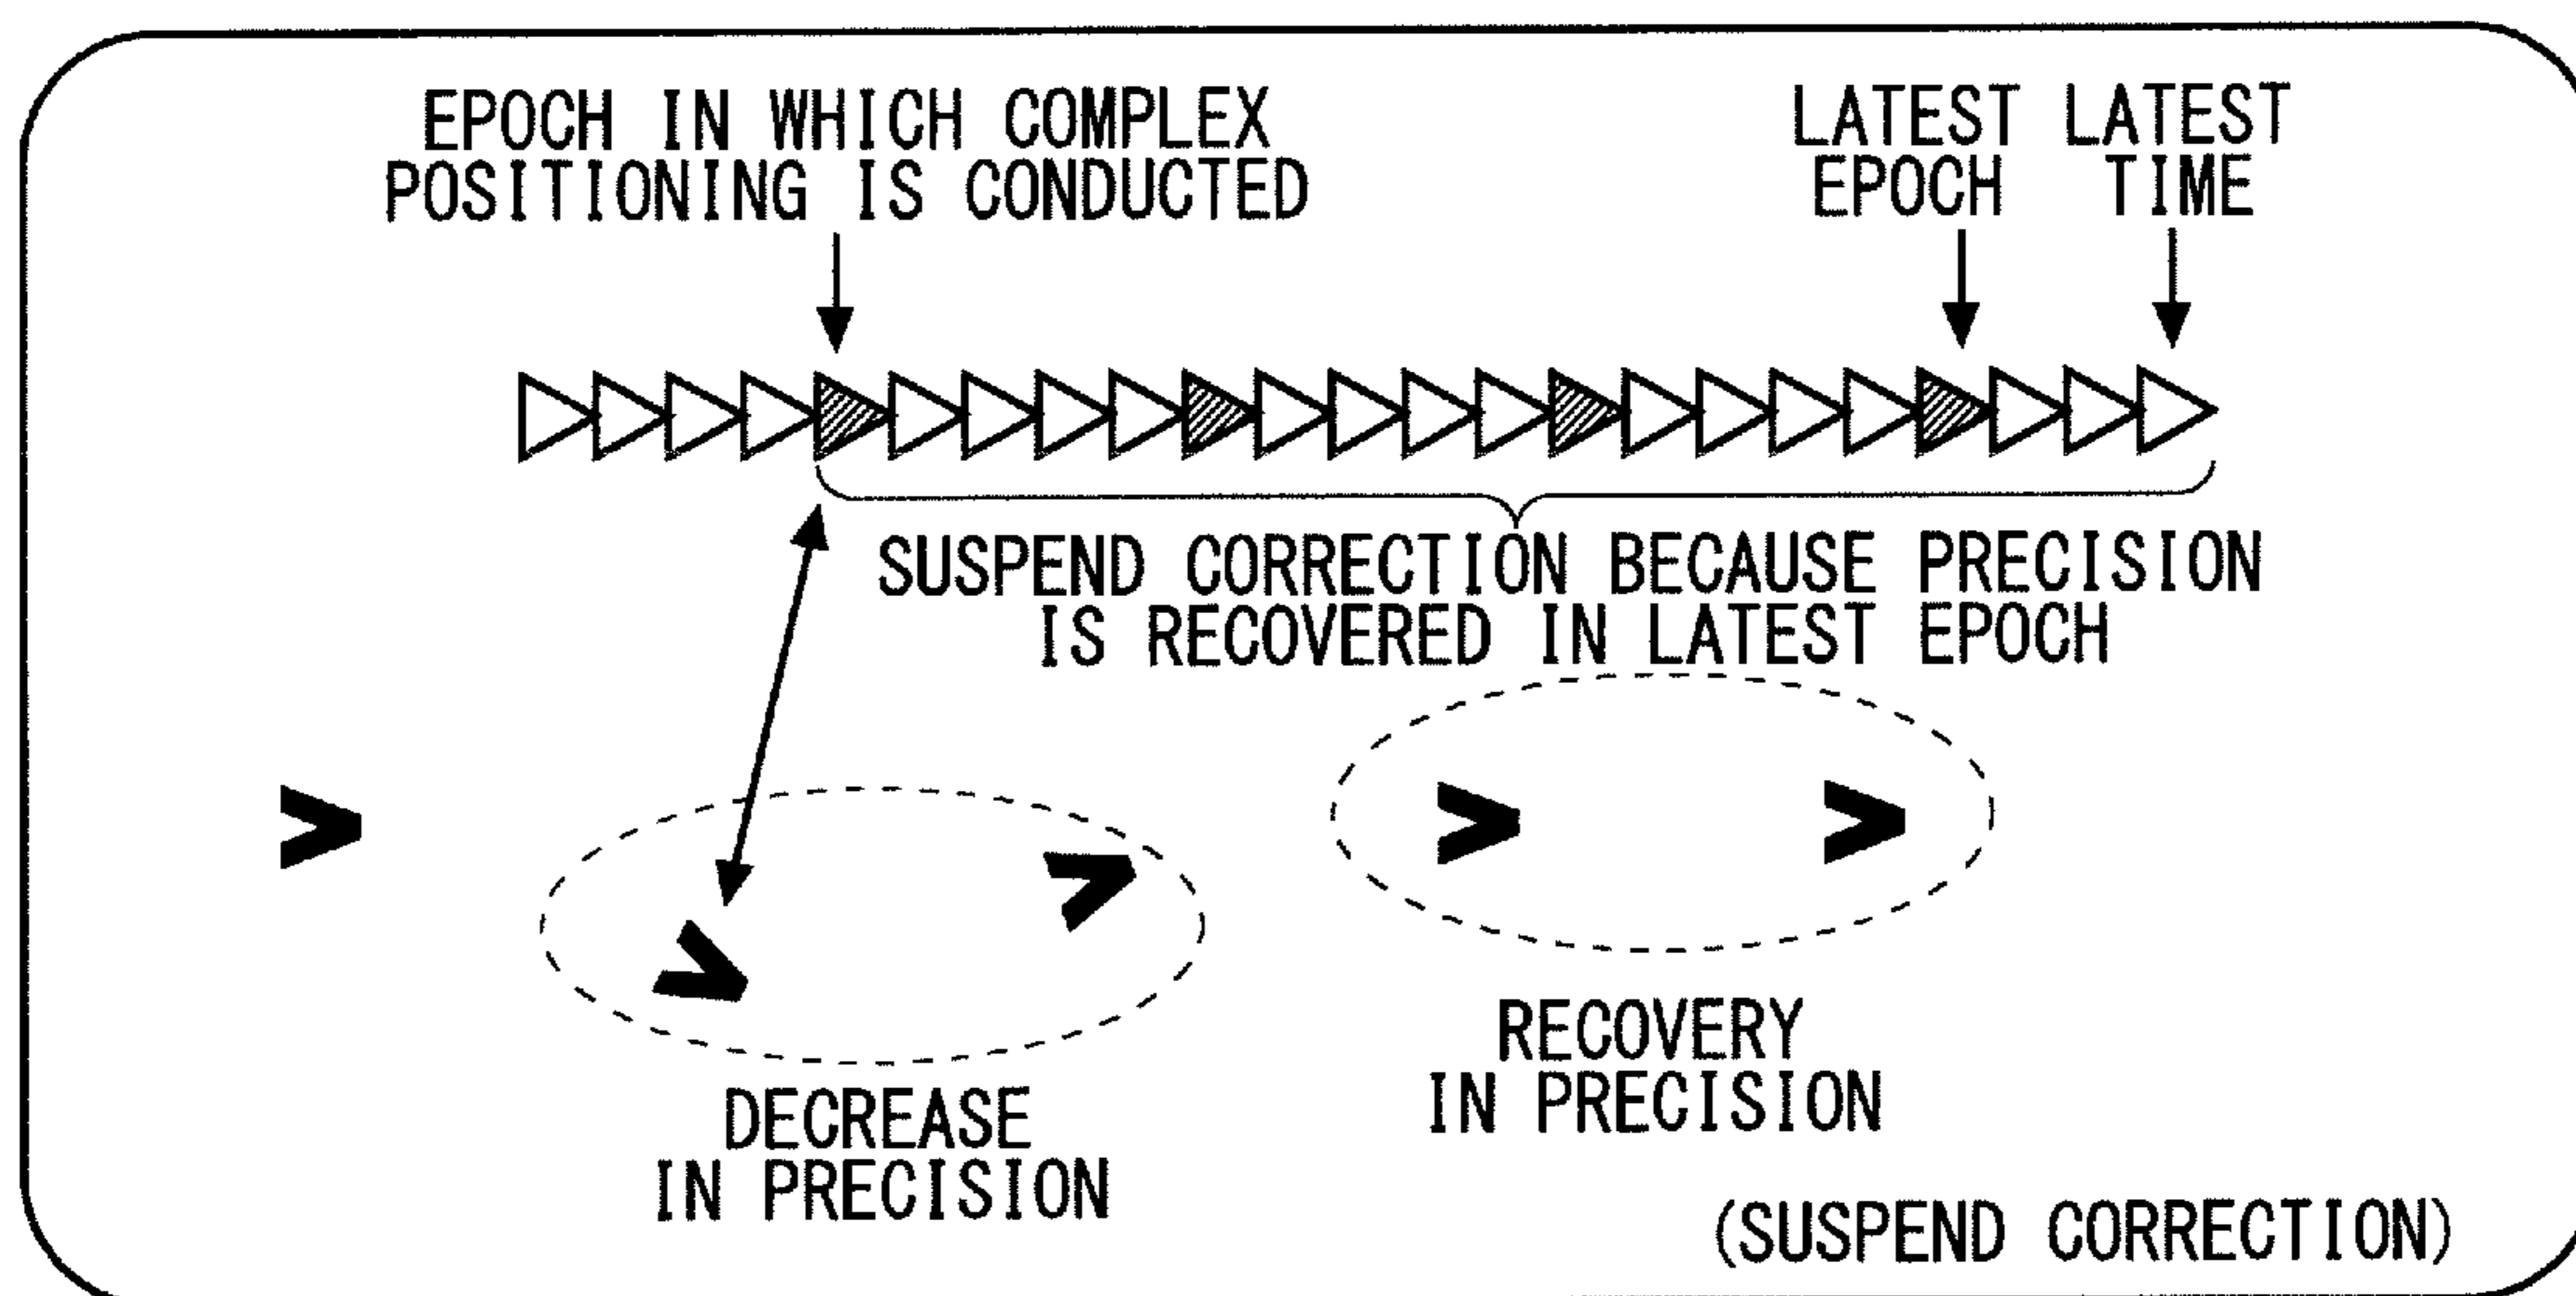 EPOCH IN WHICH COMPLEX
POSITIONING IS CONDUCTED
LATEST
EPOCH
LATEST
TIME
SUSPEND CORRECTION BECAUSE PRECISION
IS RECOVERED IN LATEST EPOCH
DECREASE
IN PRECISION
RECOVERY
IN PRECISION
(SUSPEND CORRECTION)